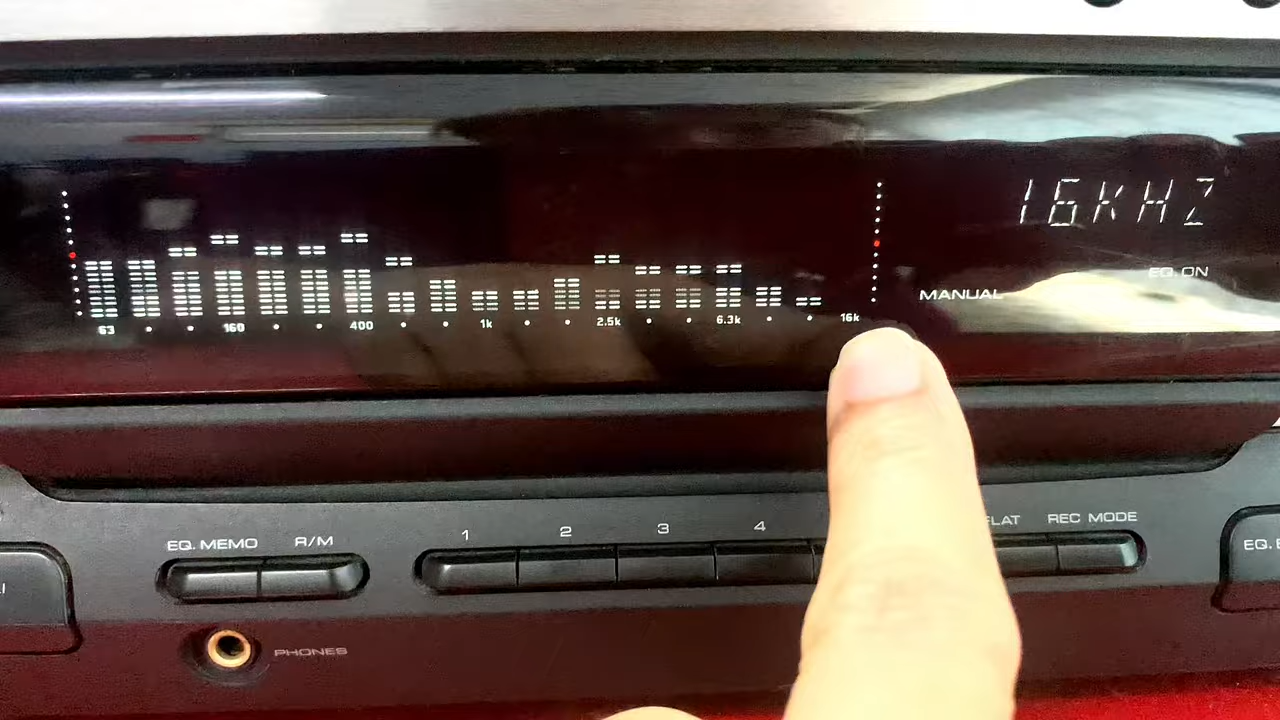 16KHZ
EQ. ON
MANUAL
63 160 400 1k 2.5k 6.3k 16k
EQ. MEMO R/M 1 2 3 4 FLAT REC MODE
EQ.
PHONES